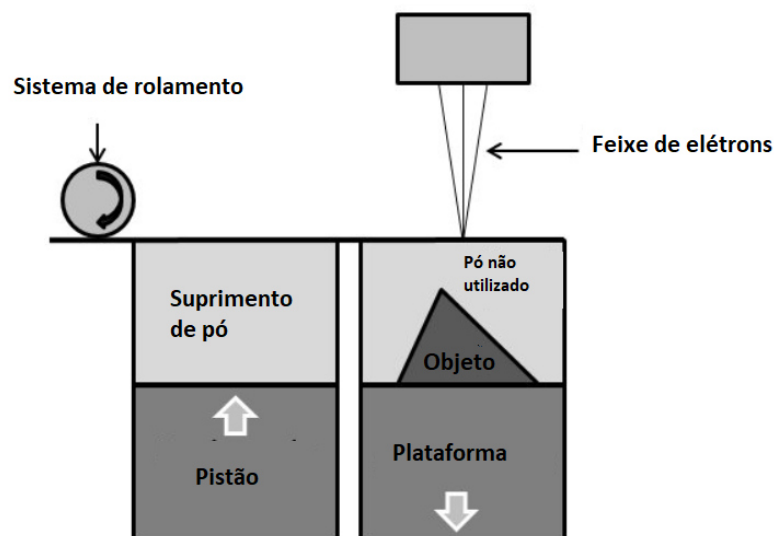 Sistema de rolamento
Feixe de elétrons
Suprimento
de pó
Pó não
utilizado
Objeto
Pistão
Plataforma